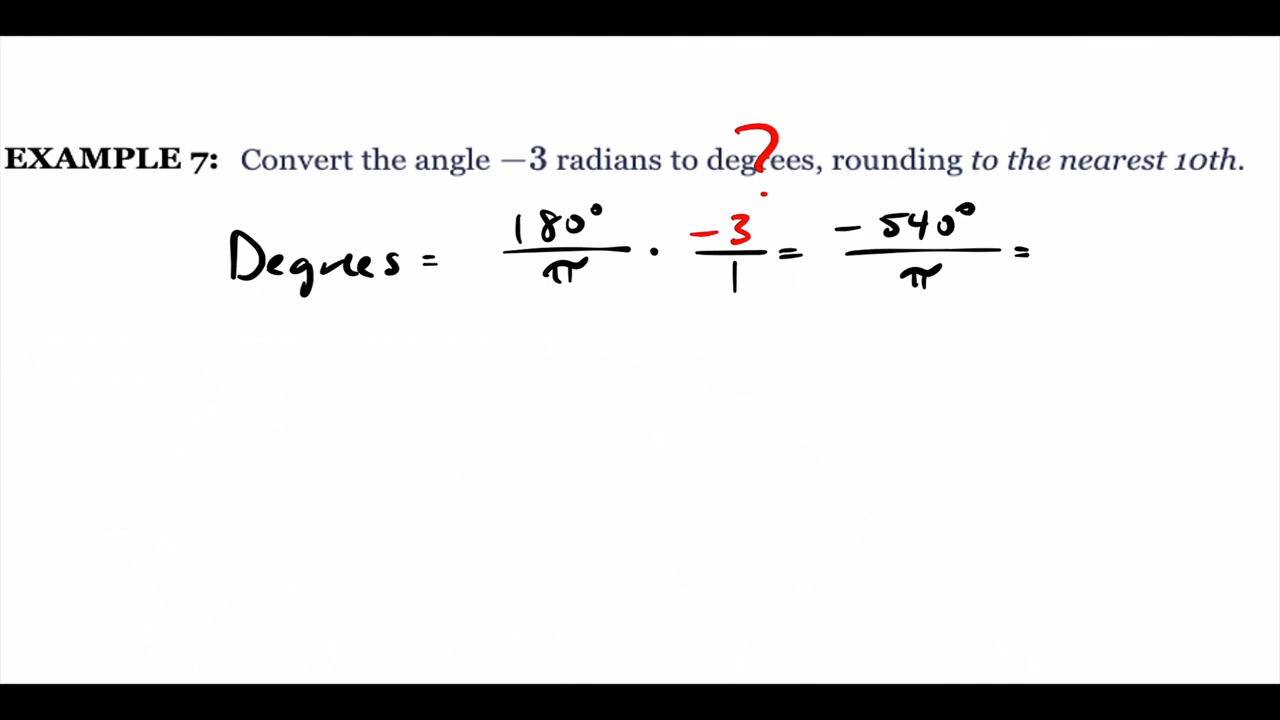 EXAMPLE 7: Convert the angle −3 radians to degrees, rounding to the nearest 10th.
?
Degrees = 180°/π · −3/1 = −540°/π =